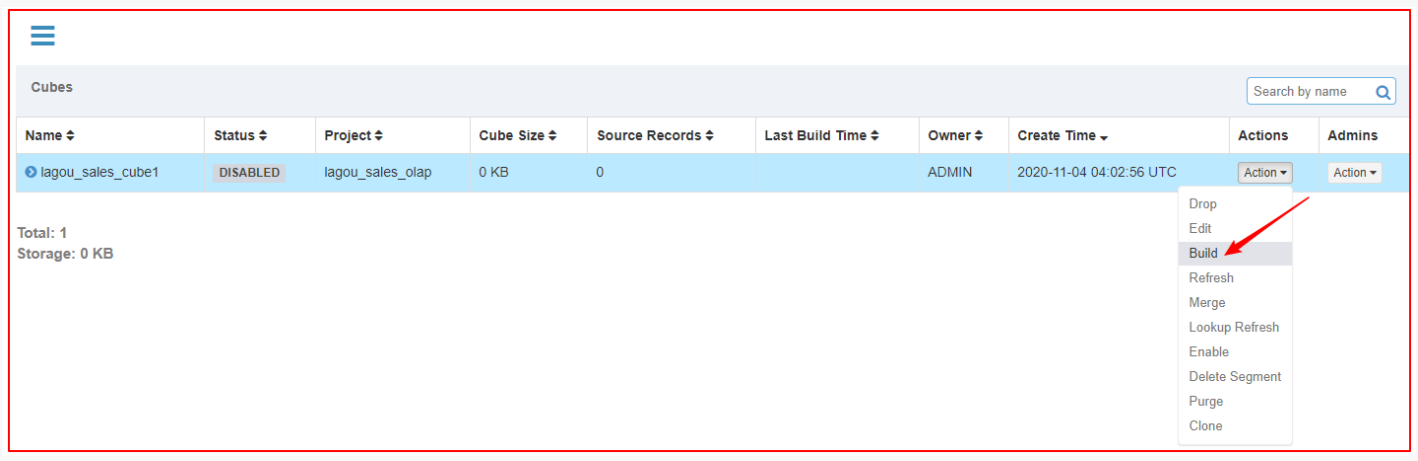 Cubes
Search by name
Name Status Project Cube Size Source Records Last Build Time Owner Create Time Actions Admins
lagou_sales_cube1 DISABLED lagou_sales_olap 0 KB 0 ADMIN 2020-11-04 04:02:56 UTC Action Action
Drop
Total: 1
Edit
Storage: 0 KB
Build
Refresh
Merge
Lookup Refresh
Enable
Delete Segment
Purge
Clone